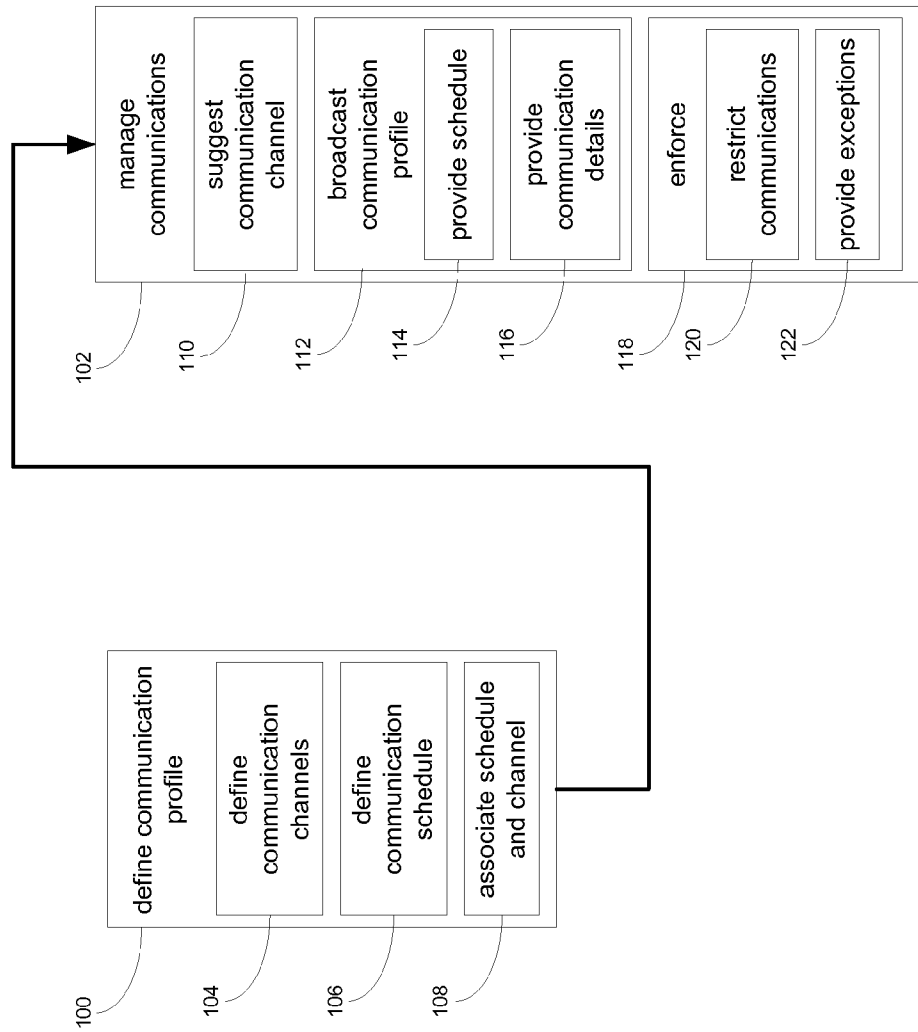 100
define communication
profile
104
define
communication
channels
106
define
communication
schedule
108
associate schedule
and channel
102
manage
communications
110
suggest
communication
channel
112
broadcast
communication
profile
114
provide schedule
116
provide
communication
details
118
enforce
120
restrict
communications
122
provide exceptions